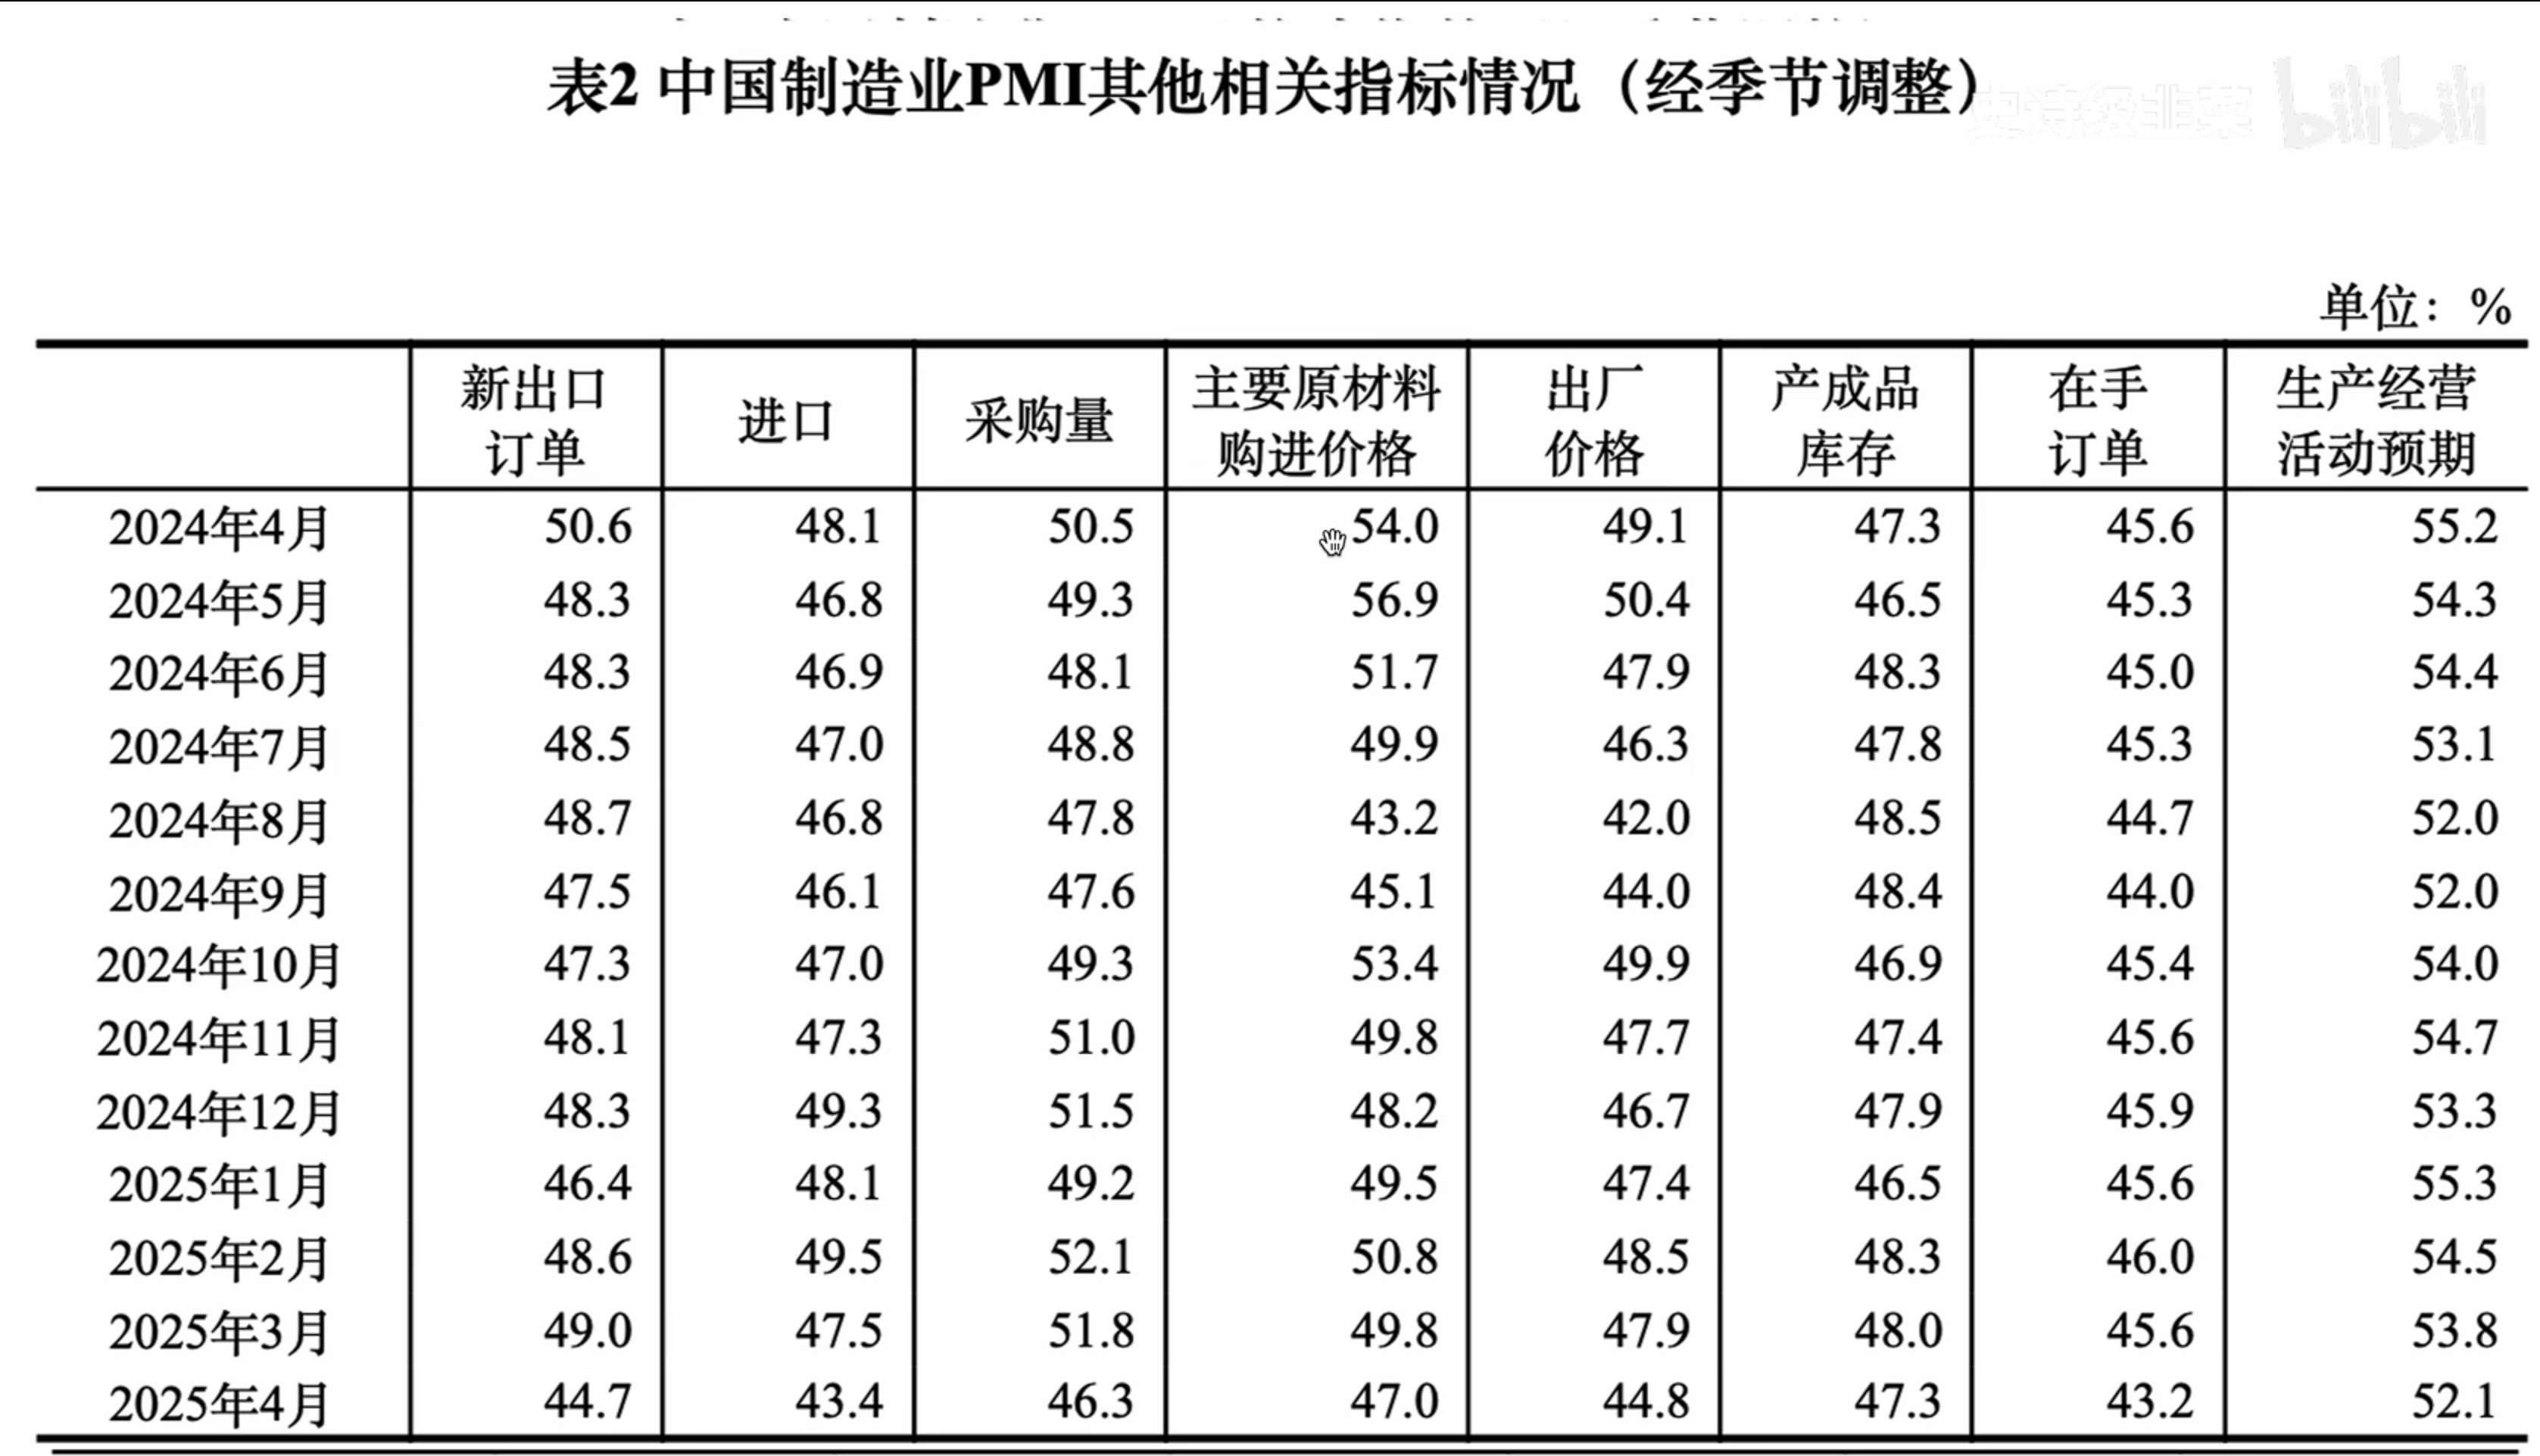 表2 中国制造业PMI其他相关指标情况（经季节调整）
史诗级韭菜 bilibili
单位：%
新出口订单 进口 采购量 主要原材料购进价格 出厂价格 产成品库存 在手订单 生产经营活动预期
2024年4月 50.6 48.1 50.5 54.0 49.1 47.3 45.6 55.2
2024年5月 48.3 46.8 49.3 56.9 50.4 46.5 45.3 54.3
2024年6月 48.3 46.9 48.1 51.7 47.9 48.3 45.0 54.4
2024年7月 48.5 47.0 48.8 49.9 46.3 47.8 45.3 53.1
2024年8月 48.7 46.8 47.8 43.2 42.0 48.5 44.7 52.0
2024年9月 47.5 46.1 47.6 45.1 44.0 48.4 44.0 52.0
2024年10月 47.3 47.0 49.3 53.4 49.9 46.9 45.4 54.0
2024年11月 48.1 47.3 51.0 49.8 47.7 47.4 45.6 54.7
2024年12月 48.3 49.3 51.5 48.2 46.7 47.9 45.9 53.3
2025年1月 46.4 48.1 49.2 49.5 47.4 46.5 45.6 55.3
2025年2月 48.6 49.5 52.1 50.8 48.5 48.3 46.0 54.5
2025年3月 49.0 47.5 51.8 49.8 47.9 48.0 45.6 53.8
2025年4月 44.7 43.4 46.3 47.0 44.8 47.3 43.2 52.1